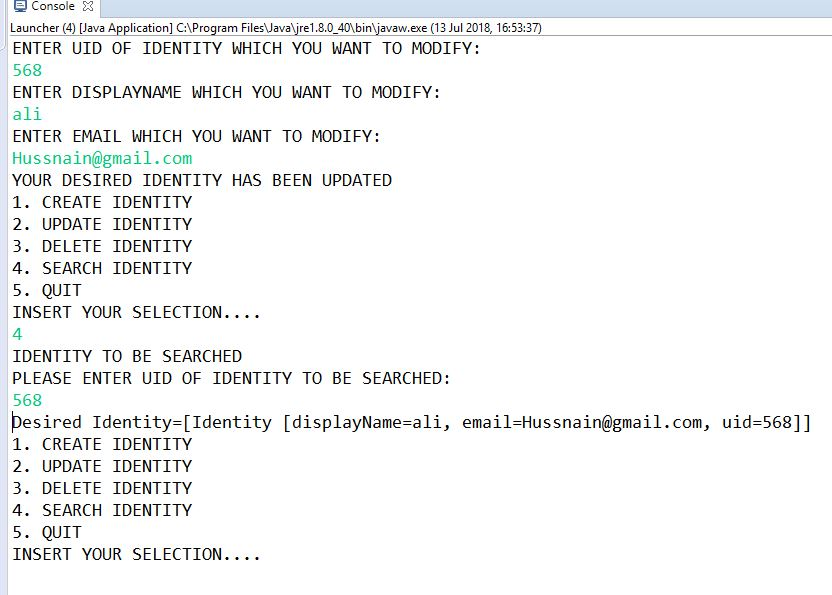 Console
Launcher (4) [Java Application] C:\Program Files\Java\jre1.8.0_40\bin\javaw.exe (13 Jul 2018, 16:53:37)
ENTER UID OF IDENTITY WHICH YOU WANT TO MODIFY:
568
ENTER DISPLAYNAME WHICH YOU WANT TO MODIFY:
ali
ENTER EMAIL WHICH YOU WANT TO MODIFY:
Hussnain@gmail.com
YOUR DESIRED IDENTITY HAS BEEN UPDATED
1. CREATE IDENTITY
2. UPDATE IDENTITY
3. DELETE IDENTITY
4. SEARCH IDENTITY
5. QUIT
INSERT YOUR SELECTION....
4
IDENTITY TO BE SEARCHED
PLEASE ENTER UID OF IDENTITY TO BE SEARCHED:
568
Desired Identity=[Identity [displayName=ali, email=Hussnain@gmail.com, uid=568]]
1. CREATE IDENTITY
2. UPDATE IDENTITY
3. DELETE IDENTITY
4. SEARCH IDENTITY
5. QUIT
INSERT YOUR SELECTION....